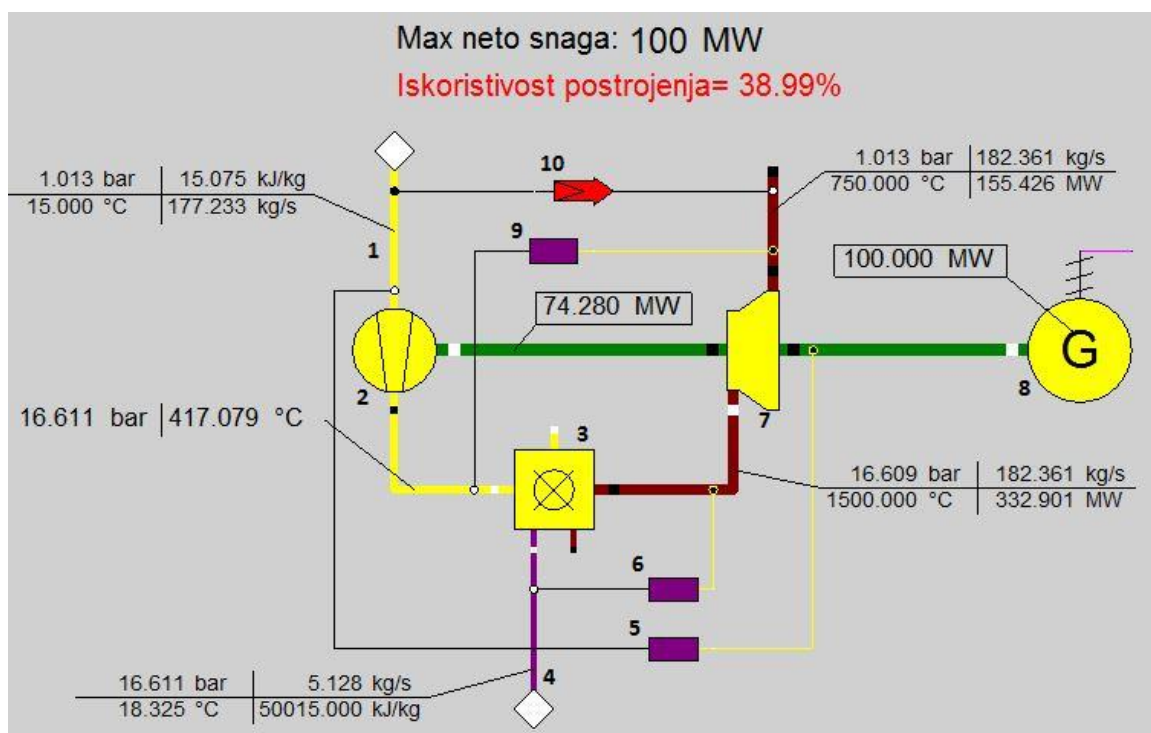 Max neto snaga: 100 MW
Iskoristivost postrojenja= 38.99%
10
1.013 bar 182.361 kg/s
750.000 °C 155.426 MW
1.013 bar 15.075 kJ/kg
15.000 °C 177.233 kg/s
9
1
100.000 MW
74.280 MW
G
2
7
8
16.611 bar 417.079 °C
3
16.609 bar 182.361 kg/s
1500.000 °C 332.901 MW
6
5
4
16.611 bar 5.128 kg/s
18.325 °C 50015.000 kJ/kg